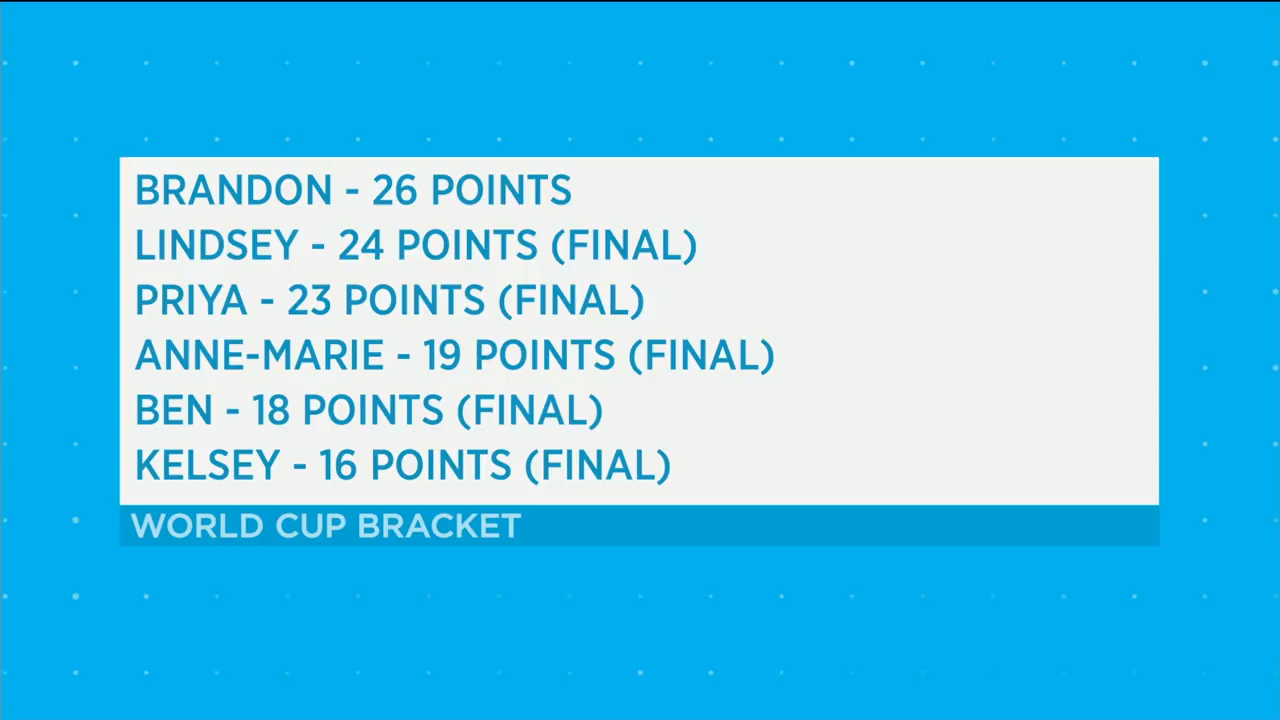 BRANDON - 26 POINTS
LINDSEY - 24 POINTS (FINAL)
PRIYA - 23 POINTS (FINAL)
ANNE-MARIE - 19 POINTS (FINAL)
BEN - 18 POINTS (FINAL)
KELSEY - 16 POINTS (FINAL)
WORLD CUP BRACKET